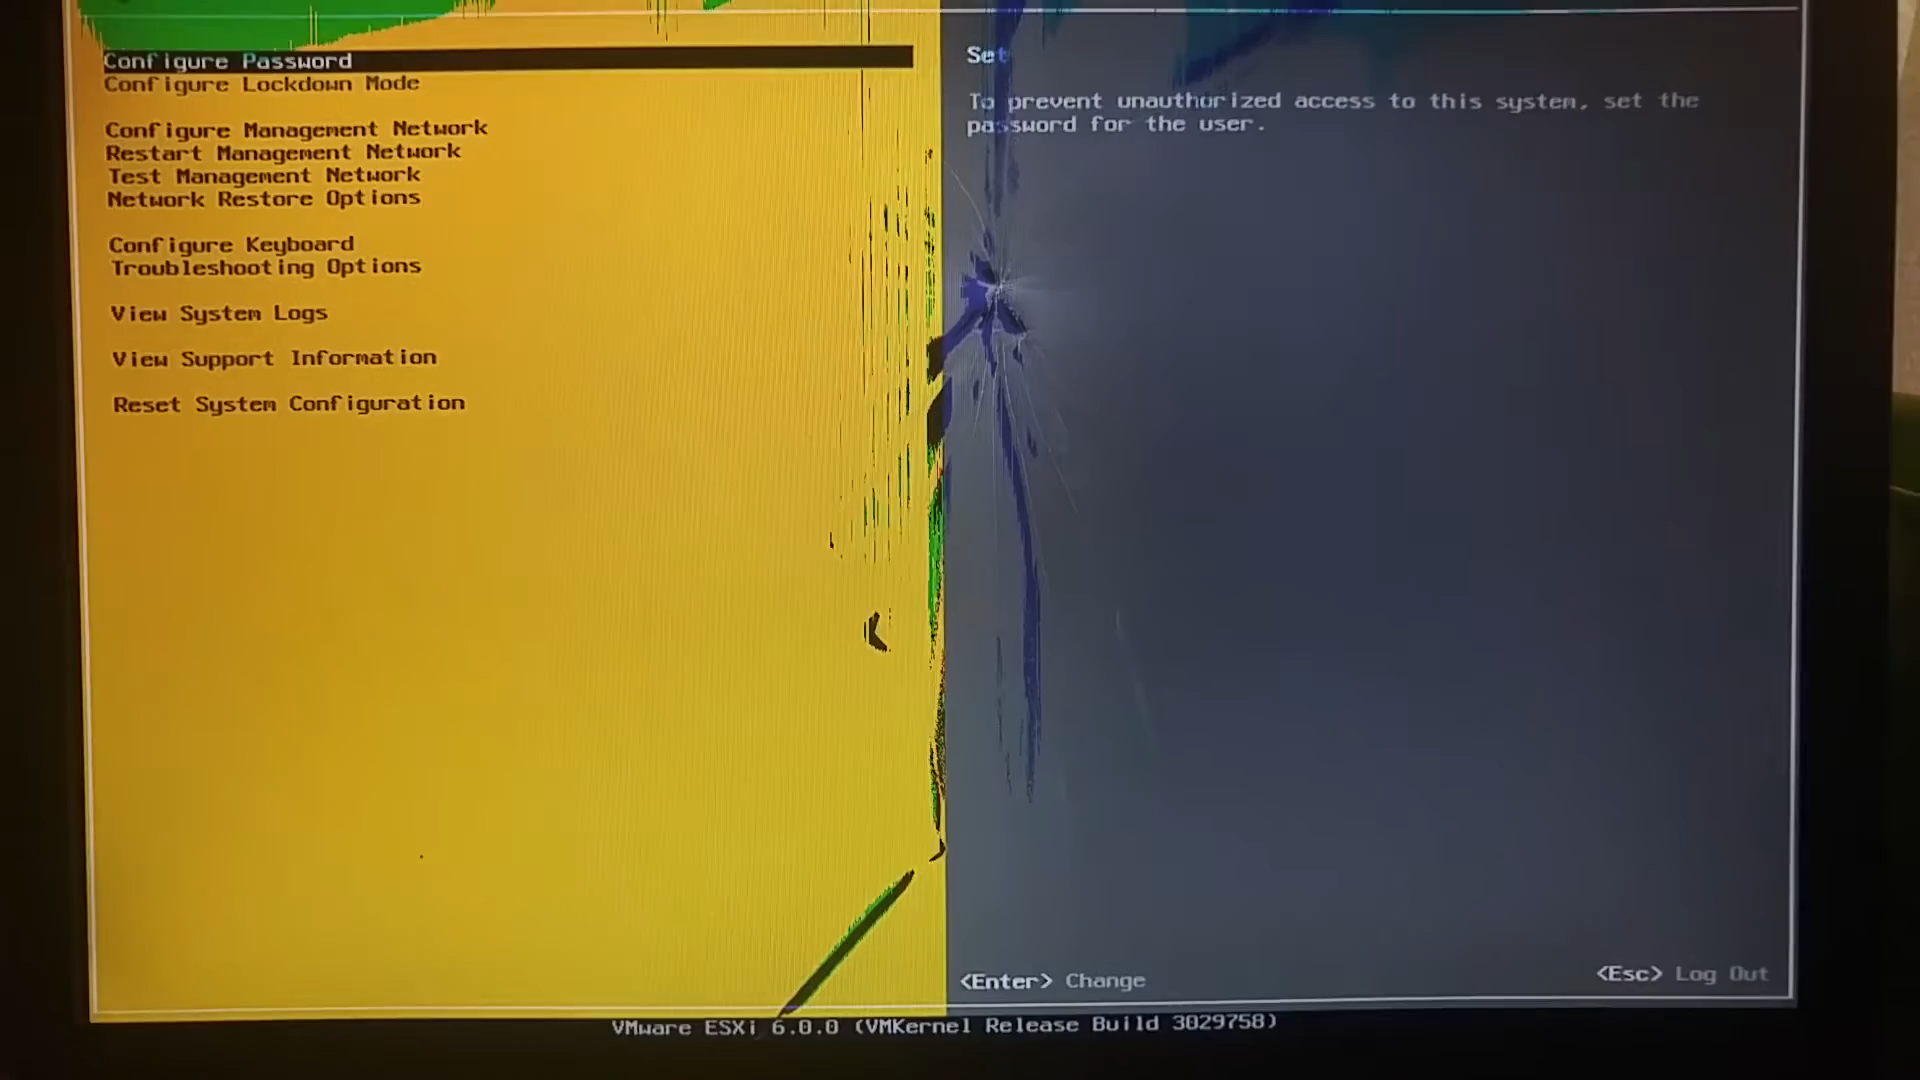 Configure Password
Configure Lockdown Mode
Configure Management Network
Restart Management Network
Test Management Network
Network Restore Options
Configure Keyboard
Troubleshooting Options
View System Logs
View Support Information
Reset System Configuration
Set
To prevent unauthorized access to this system, set the
password for the user.
<Enter> Change
<Esc> Log Out
VMware ESXi 6.0.0 (VMKernel Release Build 3029758)